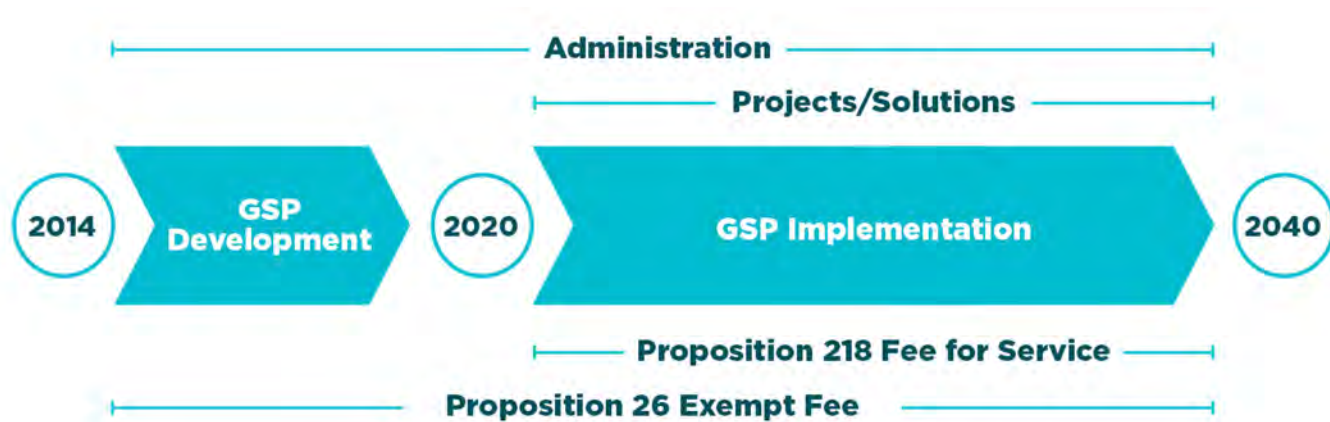 Administration
Projects/Solutions
2014
GSP
Development
2020
GSP Implementation
2040
Proposition 218 Fee for Service
Proposition 26 Exempt Fee